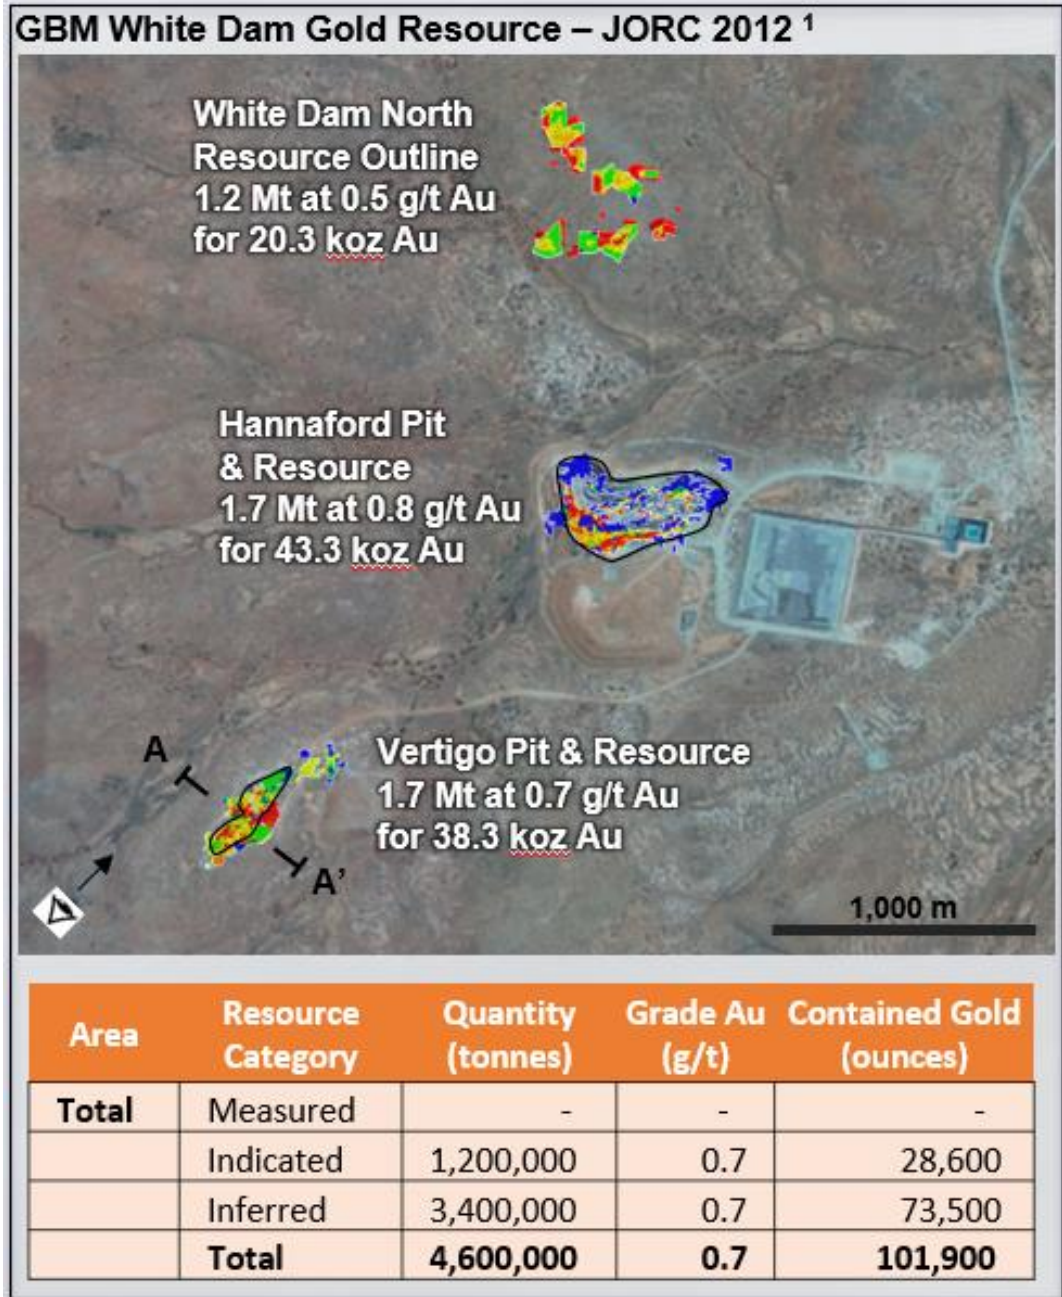 GBM White Dam Gold Resource – JORC 2012 ¹
White Dam North
Resource Outline
1.2 Mt at 0.5 g/t Au
for 20.3 koz Au
Hannaford Pit
& Resource
1.7 Mt at 0.8 g/t Au
for 43.3 koz Au
Vertigo Pit & Resource
1.7 Mt at 0.7 g/t Au
for 38.3 koz Au
A
A’
1,000 m
Area Resource Category Quantity (tonnes) Grade Au (g/t) Contained Gold (ounces)
Total Measured - - -
Indicated 1,200,000 0.7 28,600
Inferred 3,400,000 0.7 73,500
Total 4,600,000 0.7 101,900